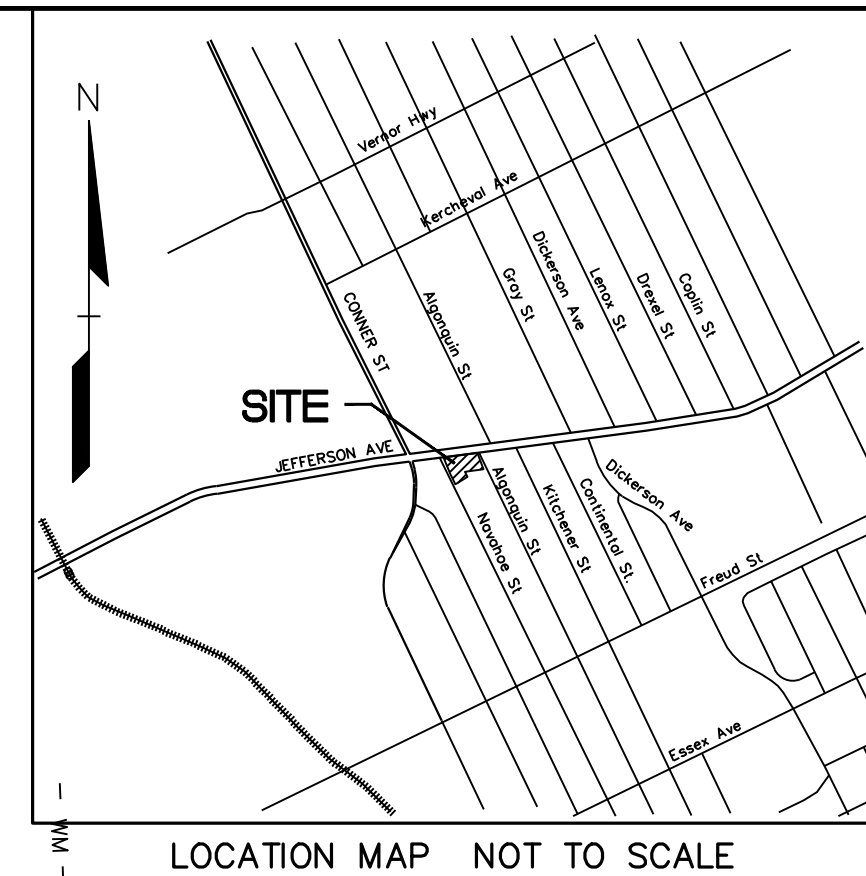 N
Vernor Hwy
Kercheval Ave
CONNER ST
Algonquin St
Gray St
Dickerson Ave
Lenox St
Drexel St
Coplin St
SITE
JEFFERSON AVE
Navahoe St
Algonquin St
Kitchener St
Continental St.
Dickerson Ave
Freud St
Essex Ave
WM
LOCATION MAP NOT TO SCALE